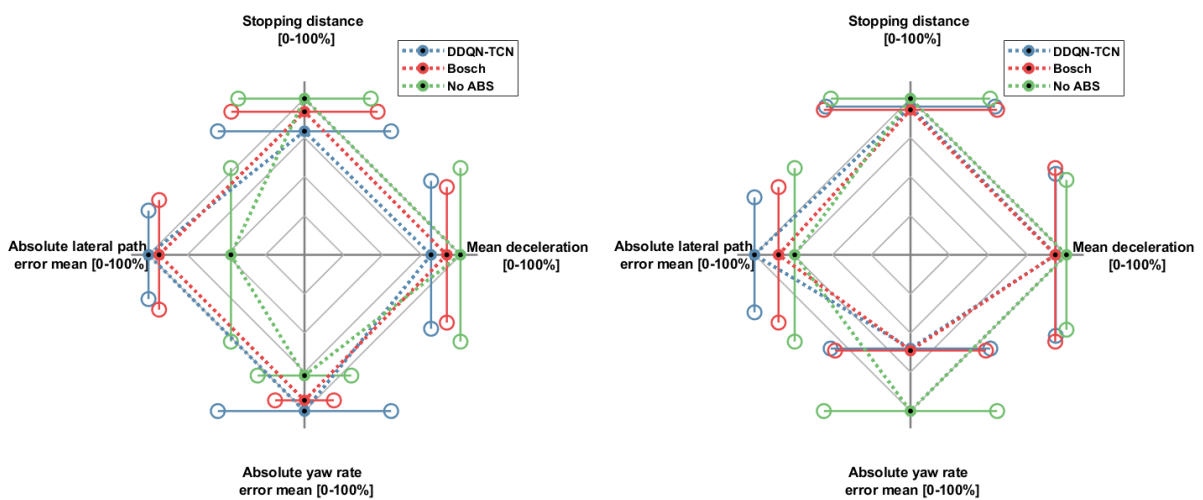 Stopping distance
[0-100%]
DDQN-TCN
Bosch
No ABS
Absolute lateral path
error mean [0-100%]
Mean deceleration
[0-100%]
Absolute yaw rate
error mean [0-100%]
Stopping distance
[0-100%]
DDQN-TCN
Bosch
No ABS
Absolute lateral path
error mean [0-100%]
Mean deceleration
[0-100%]
Absolute yaw rate
error mean [0-100%]